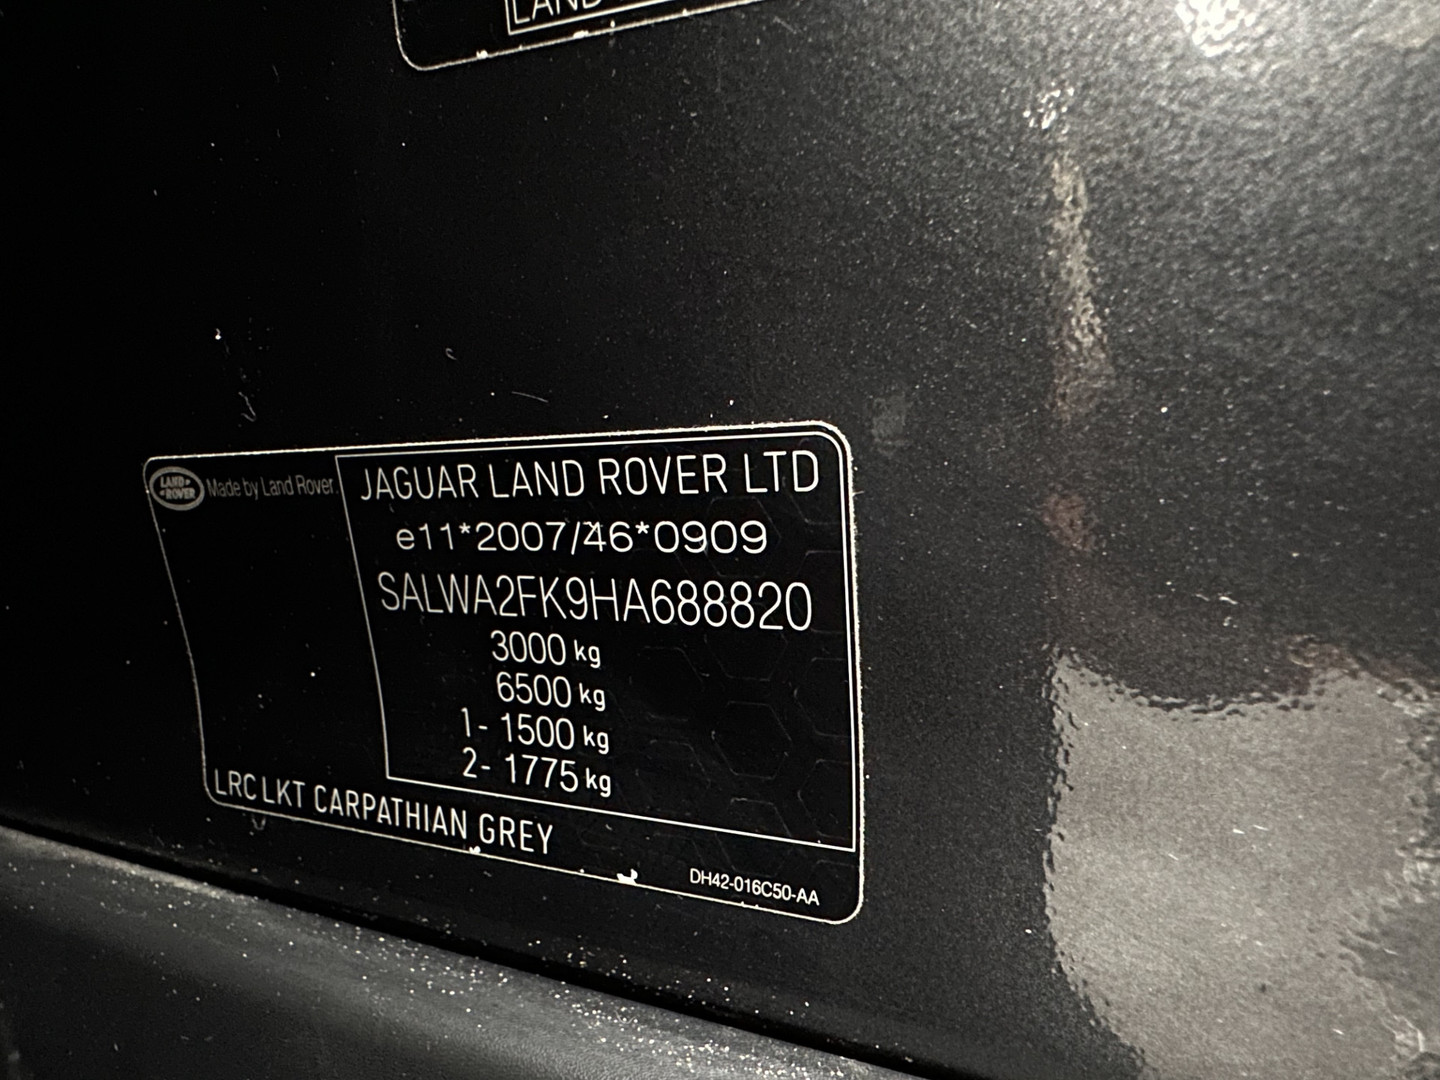 LAND
LAND ROVER
Made by Land Rover.
JAGUAR LAND ROVER LTD
e11*2007/46*0909
SALWA2FK9HA688820
3000 kg
6500 kg
1- 1500 kg
2- 1775 kg
LRC LKT CARPATHIAN GREY
DH42-016C50-AA